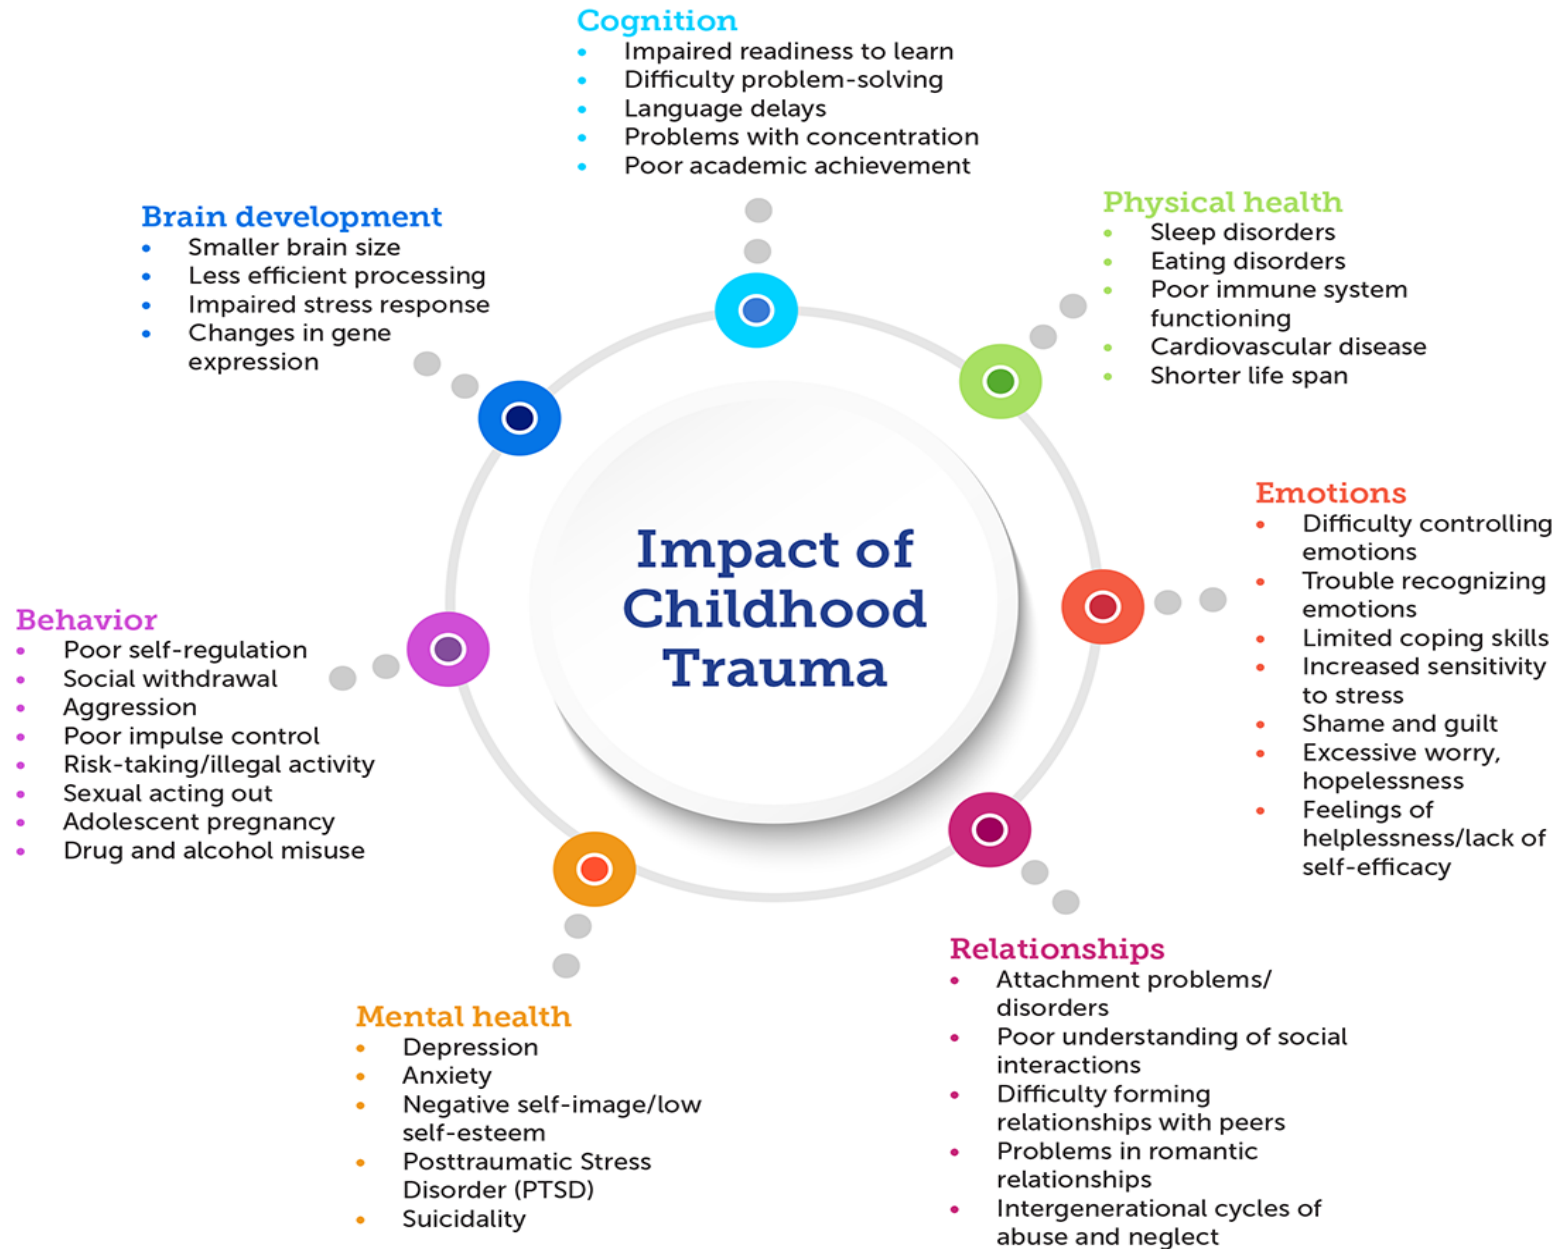 Cognition
• Impaired readiness to learn
• Difficulty problem-solving
• Language delays
• Problems with concentration
• Poor academic achievement
Physical health
• Sleep disorders
• Eating disorders
• Poor immune system
functioning
• Cardiovascular disease
• Shorter life span
Emotions
• Difficulty controlling
emotions
• Trouble recognizing
emotions
• Limited coping skills
• Increased sensitivity
to stress
• Shame and guilt
• Excessive worry,
hopelessness
• Feelings of
helplessness/lack of
self-efficacy
Relationships
• Attachment problems/
disorders
• Poor understanding of social
interactions
• Difficulty forming
relationships with peers
• Problems in romantic
relationships
• Intergenerational cycles of
abuse and neglect
Mental health
• Depression
• Anxiety
• Negative self-image/low
self-esteem
• Posttraumatic Stress
Disorder (PTSD)
• Suicidality
Behavior
• Poor self-regulation
• Social withdrawal
• Aggression
• Poor impulse control
• Risk-taking/illegal activity
• Sexual acting out
• Adolescent pregnancy
• Drug and alcohol misuse
Brain development
• Smaller brain size
• Less efficient processing
• Impaired stress response
• Changes in gene
expression
Impact of
Childhood
Trauma